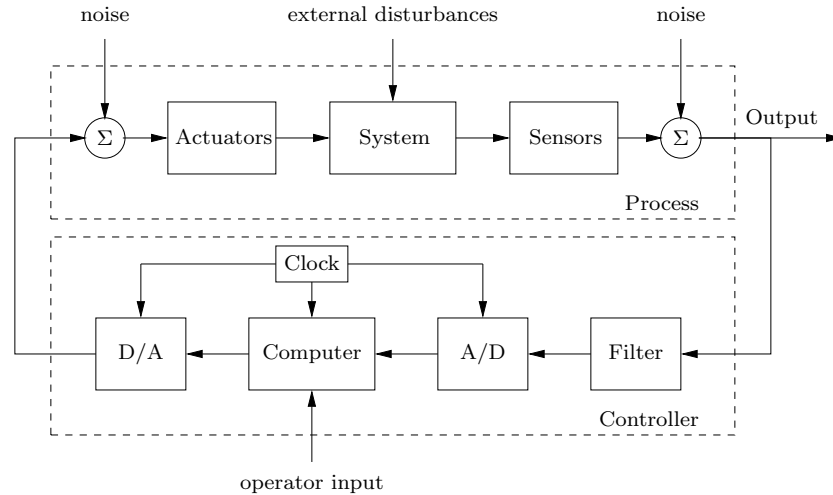 noise
external disturbances
noise
Σ
Actuators
System
Sensors
Σ
Output
Process
Clock
D/A
Computer
A/D
Filter
Controller
operator input